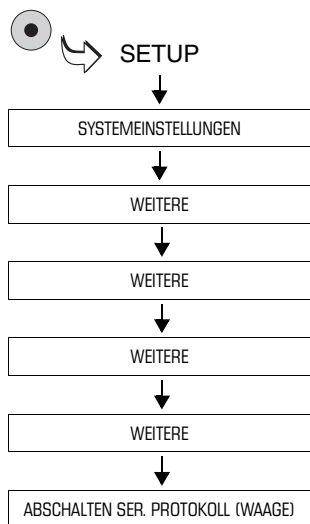 SETUP
SYSTEMEINSTELLUNGEN
WEITERE
WEITERE
WEITERE
WEITERE
ABSCHALTEN SER. PROTOKOLL (WAAGE)